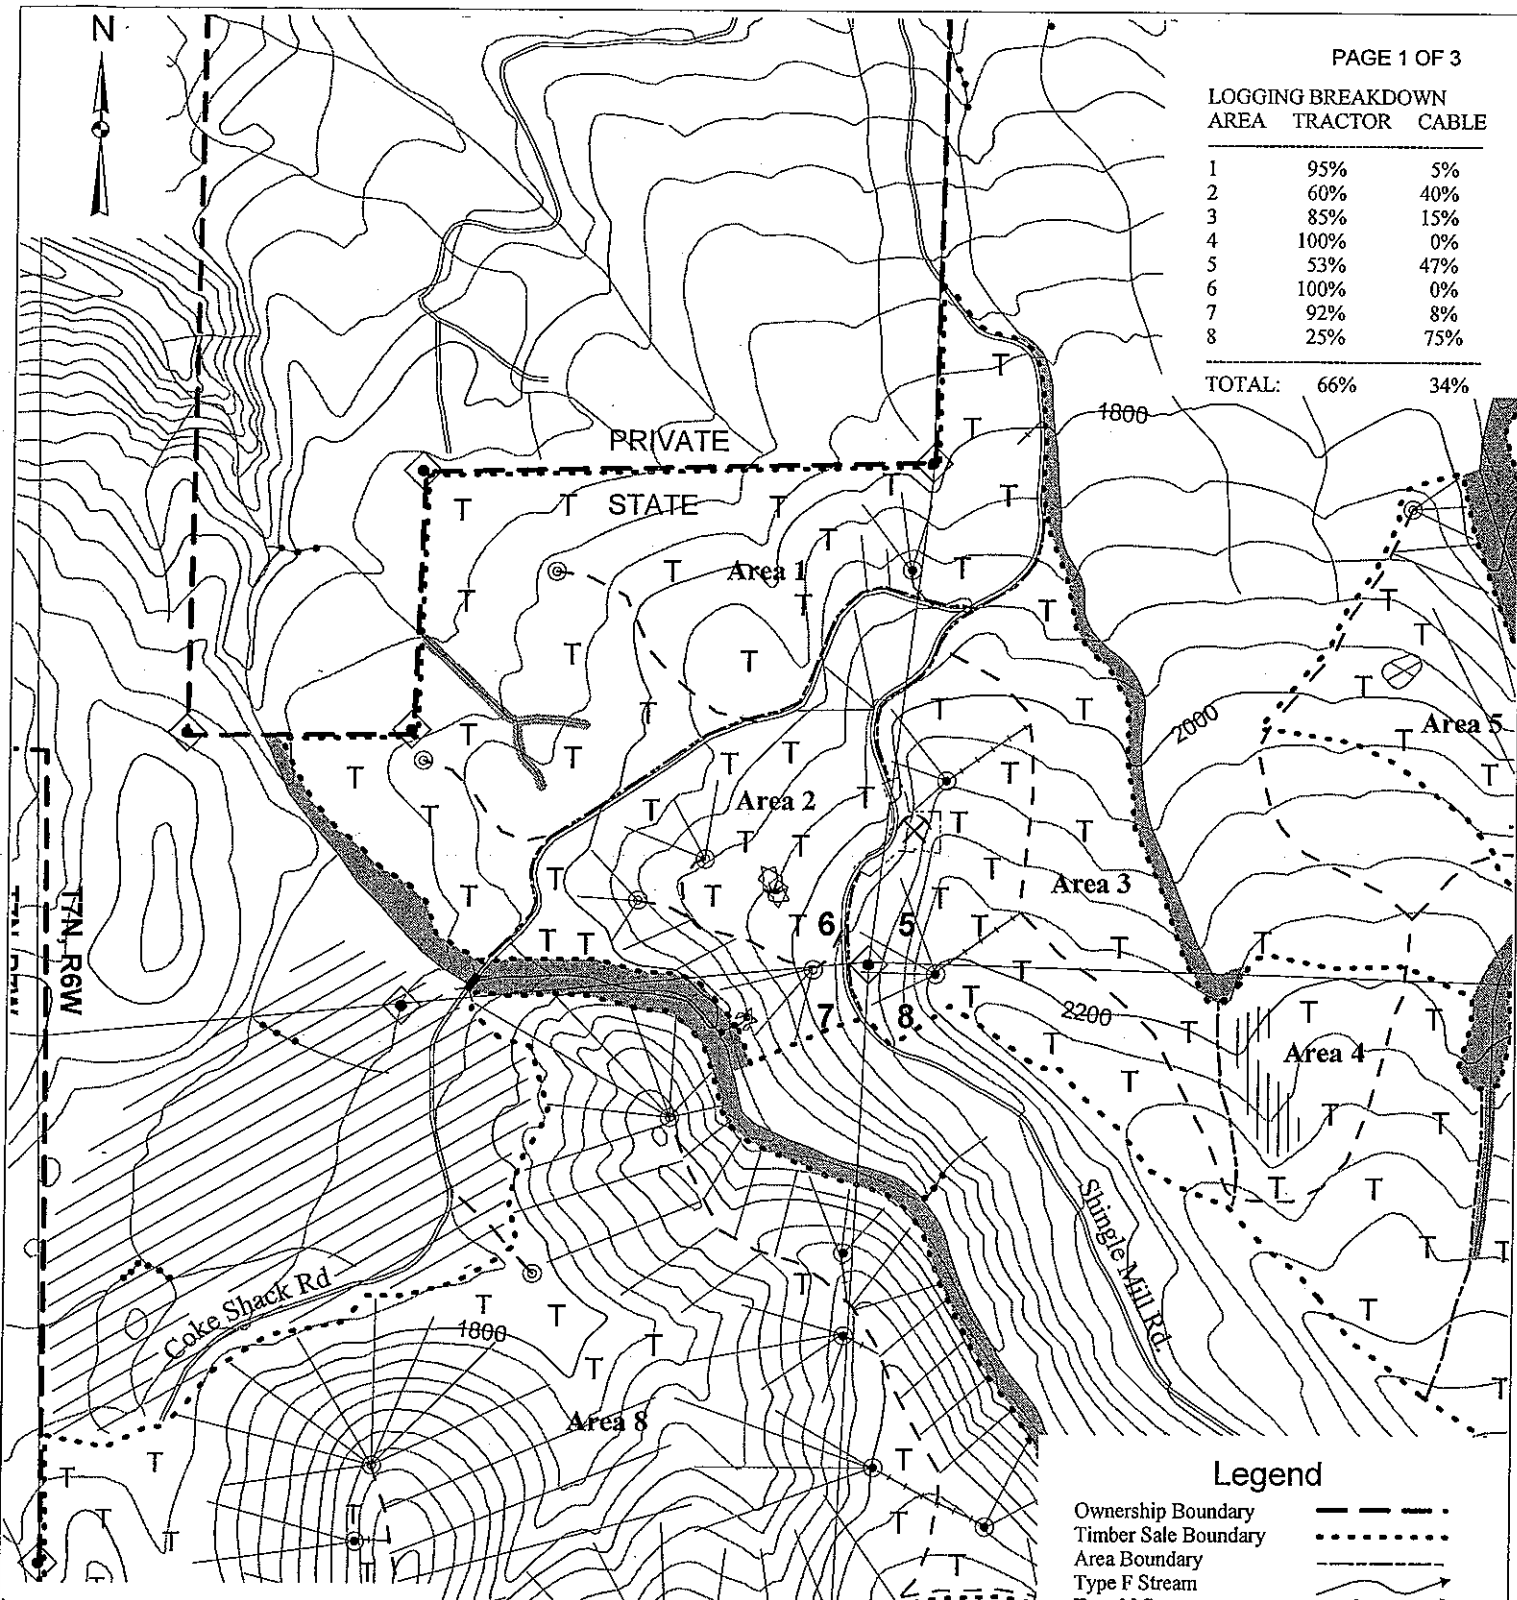 N
PAGE 1 OF 3
LOGGING BREAKDOWN
AREA TRACTOR CABLE
1 95% 5%
2 60% 40%
3 85% 15%
4 100% 0%
5 53% 47%
6 100% 0%
7 92% 8%
8 25% 75%
TOTAL: 66% 34%
1800
PRIVATE
STATE
Area 1
2000
Area 5
Area 2
Area 3
T7N, R6W
6 5
7 8
2200
Area 4
Shingle Mill Rd.
Coke Shack Rd
1800
Area 8
Legend
Ownership Boundary
Timber Sale Boundary
Area Boundary
Type F Stream